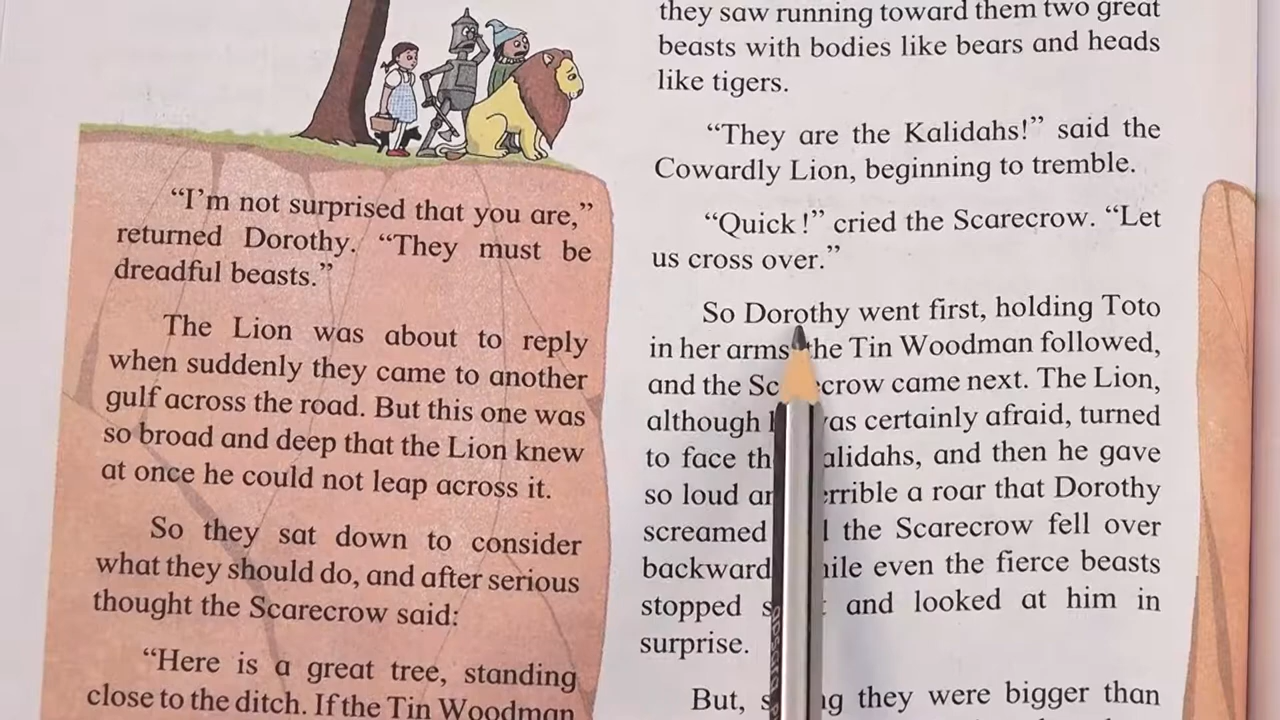 “I’m not surprised that you are,”
returned Dorothy. “They must be
dreadful beasts.”
The Lion was about to reply
when suddenly they came to another
gulf across the road. But this one was
so broad and deep that the Lion knew
at once he could not leap across it.
So they sat down to consider
what they should do, and after serious
thought the Scarecrow said:
“Here is a great tree, standing
close to the ditch. If the Tin Woodman
they saw running toward them two great
beasts with bodies like bears and heads
like tigers.
“They are the Kalidahs!” said the
Cowardly Lion, beginning to tremble.
“Quick!” cried the Scarecrow. “Let
us cross over.”
So Dorothy went first, holding Toto
in her arms the Tin Woodman followed,
and the crow came next. The Lion,
although was certainly afraid, turned
to face alidahs, and then he gave
so loud errible a roar that Dorothy
screamed the Scarecrow fell over
backward even the fierce beasts
stopped and looked at him in
surprise.
But, they were bigger than